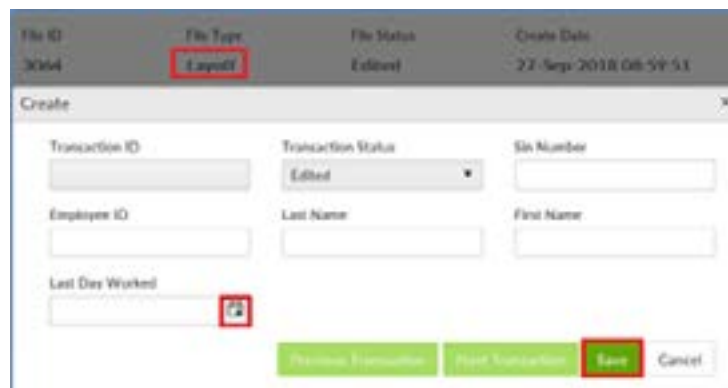 File ID File Type File Status Create Date
3064 Layoff Edited 27-Sep-2018 08:59:51
Create x
Transaction ID Transaction Status Sin Number
Edited
Employee ID Last Name First Name
Last Day Worked
Previous Transaction Next Transaction Save Cancel